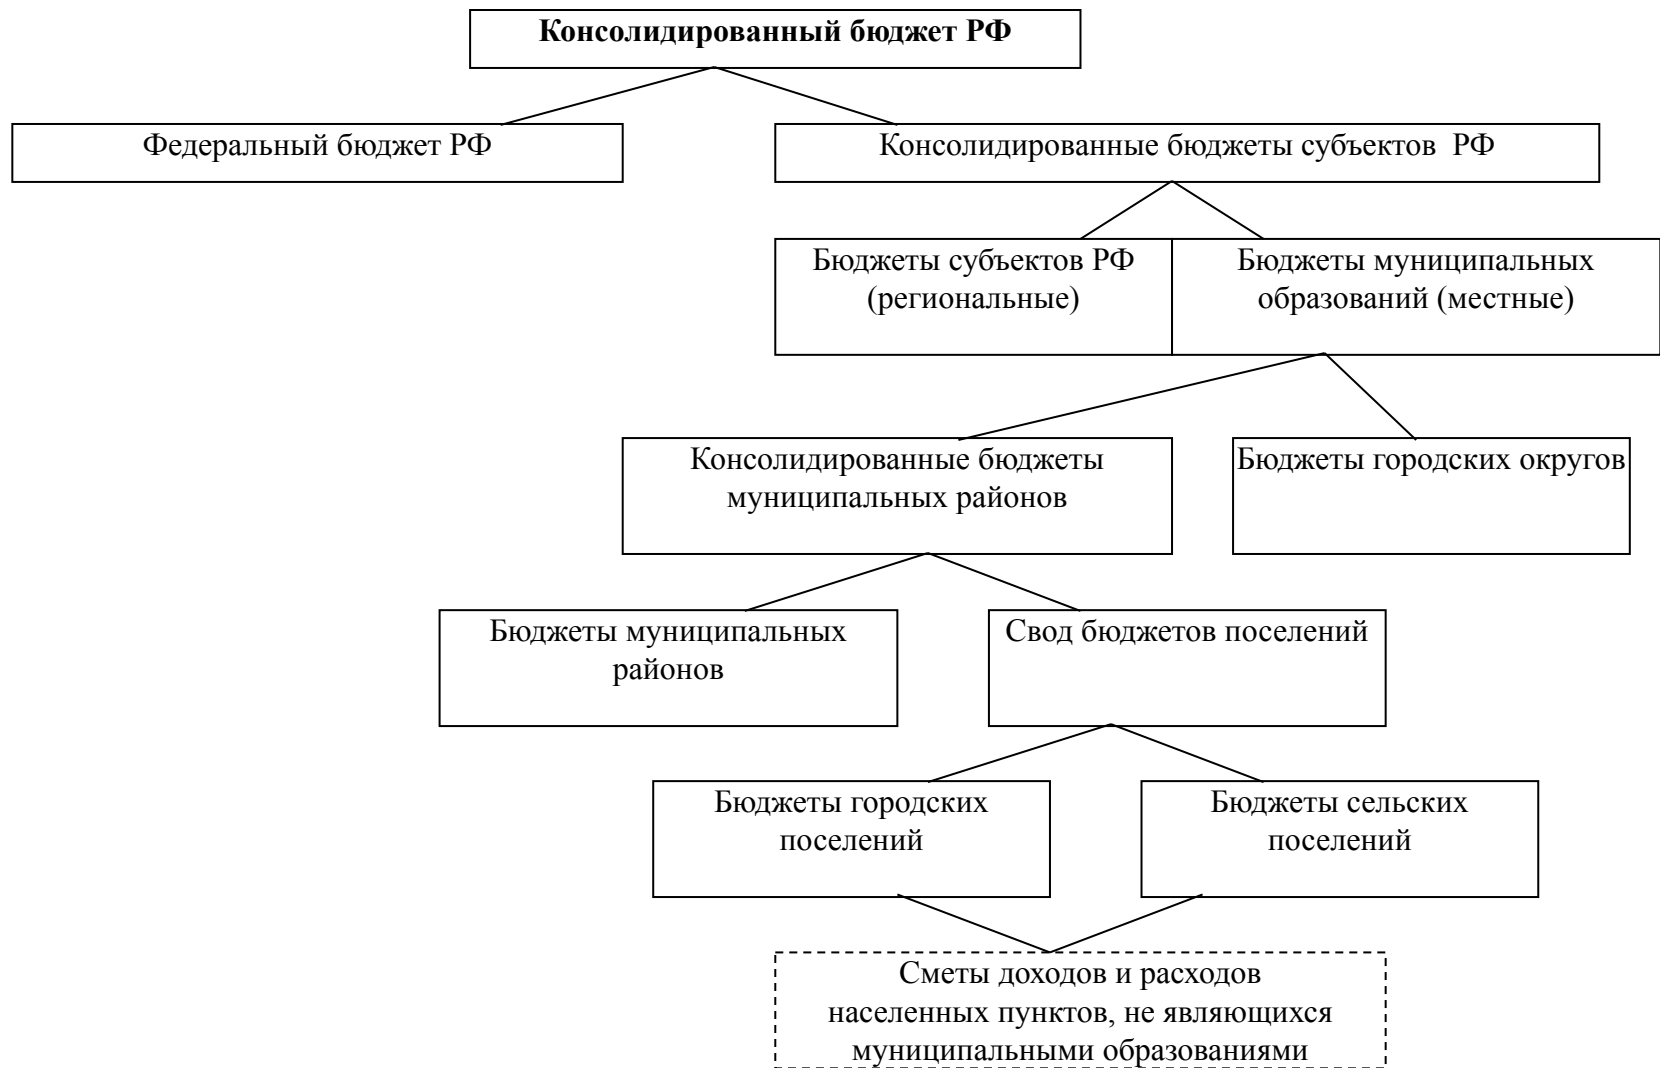 Консолидированный бюджет РФ
Федеральный бюджет РФ
Консолидированные бюджеты субъектов РФ
Бюджеты субъектов РФ
(региональные)
Бюджеты муниципальных
образований (местные)
Консолидированные бюджеты
муниципальных районов
Бюджеты городских округов
Бюджеты муниципальных
районов
Свод бюджетов поселений
Бюджеты городских
поселений
Бюджеты сельских
поселений
Сметы доходов и расходов
населенных пунктов, не являющихся
муниципальными образованиями